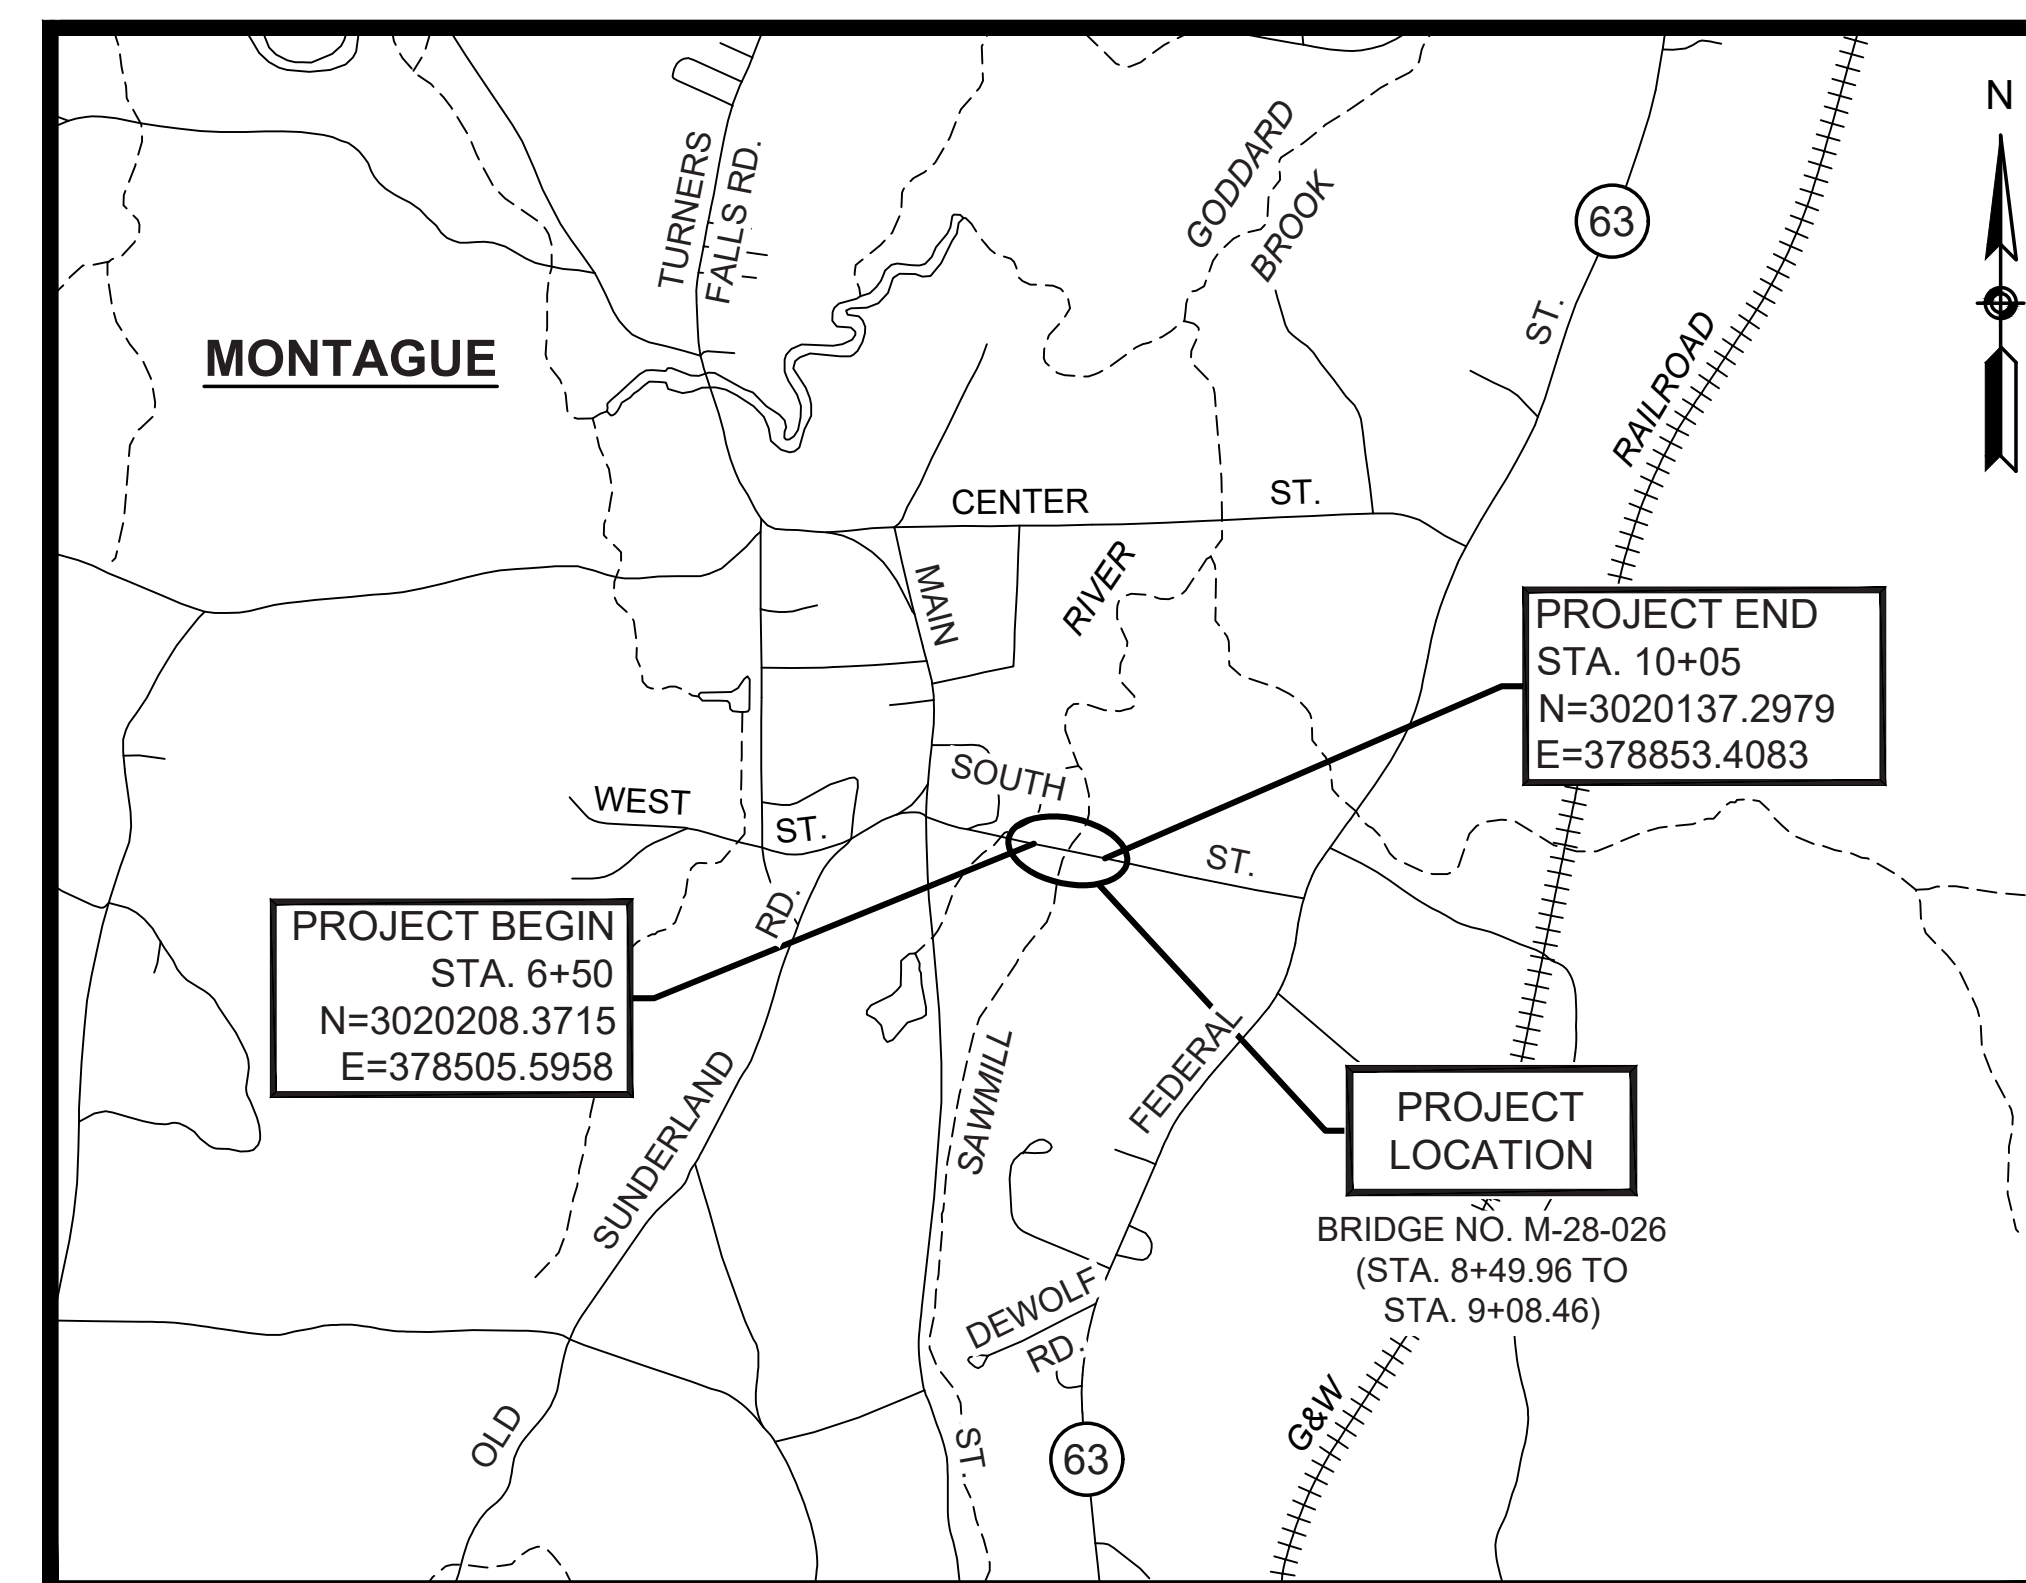 N
TURNERS
FALLS RD.
GODDARD
BROOK
63
ST.
RAILROAD
MONTAGUE
CENTER ST.
MAIN
RIVER
PROJECT END
STA. 10+05
N=3020137.2979
E=378853.4083
SOUTH ST.
WEST ST.
RD.
PROJECT BEGIN
STA. 6+50
N=3020208.3715
E=378505.5958
SUNDERLAND
SAWMILL
FEDERAL
PROJECT
LOCATION
BRIDGE NO. M-28-026
(STA. 8+49.96 TO
STA. 9+08.46)
DEWOLF
RD.
OLD
ST.
63
G&W